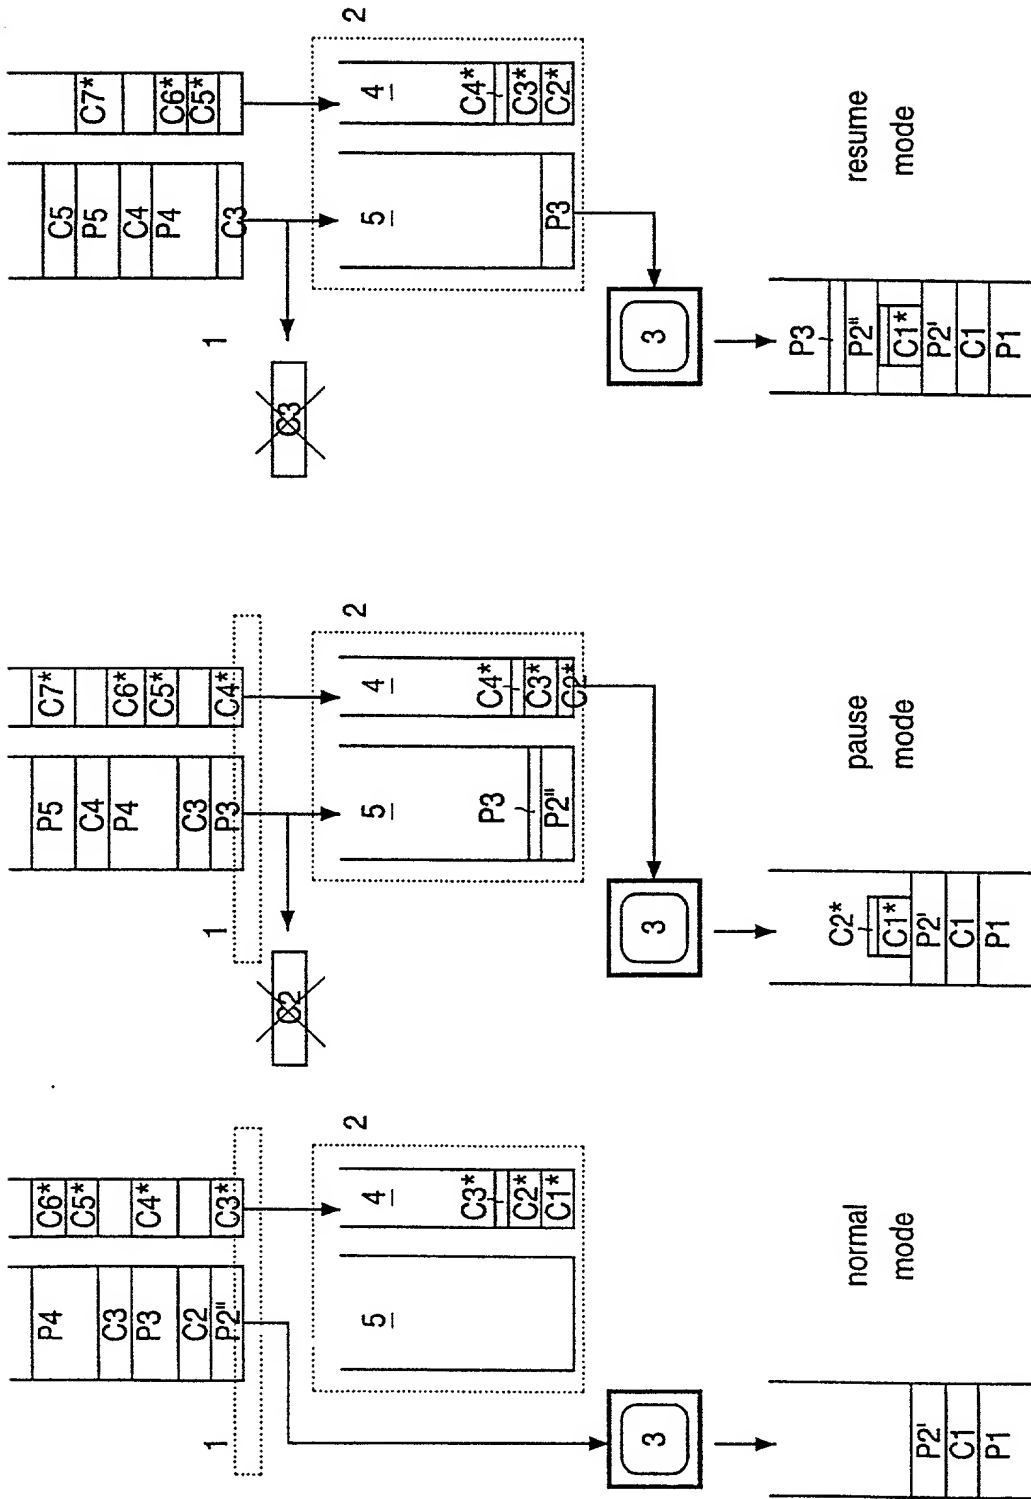 P4
C3
P3
C2
P2"
C6*
C5*
C4*
C3*
1
2
5
4
C3*
C2*
C1*
3
P2'
C1
P1
normal
mode
P5
C4
P4
C3
P3
C7*
C6*
C5*
C4*
1
C2
2
5
P3
P2"
4
C4*
C3*
C2*
3
C2*
C1*
P2'
C1
P1
pause
mode
C5
P5
C4
P4
C3
C7*
C6*
C5*
1
C3
2
5
P3
4
C4*
C3*
C2*
3
P3
P2"
C1*
P2'
C1
P1
resume
mode